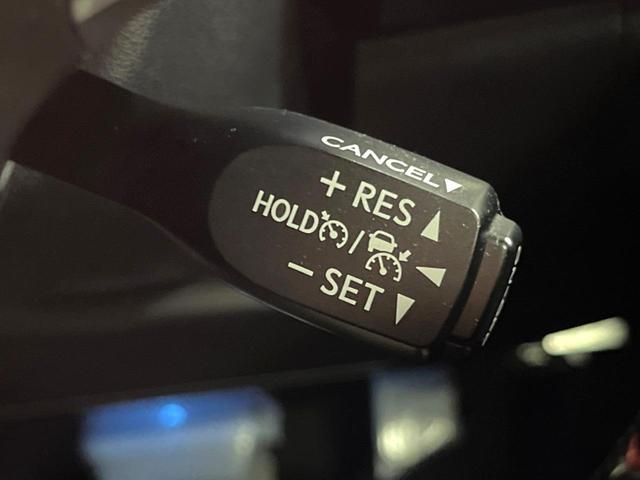 CANCEL
+ RES
HOLD /
− SET